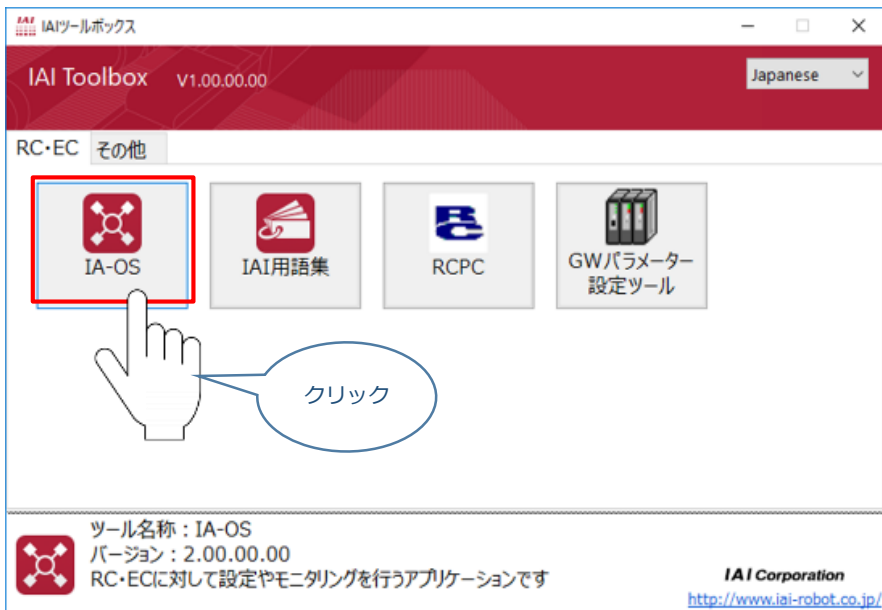 IAI IAIツールボックス
IAI Toolbox V1.00.00.00
Japanese
RC・EC その他
IA-OS
IAI用語集
RCPC
GWパラメーター
設定ツール
クリック
ツール名称：IA-OS
バージョン：2.00.00.00
RC・ECに対して設定やモニタリングを行うアプリケーションです
IAI Corporation
http://www.iai-robot.co.jp/